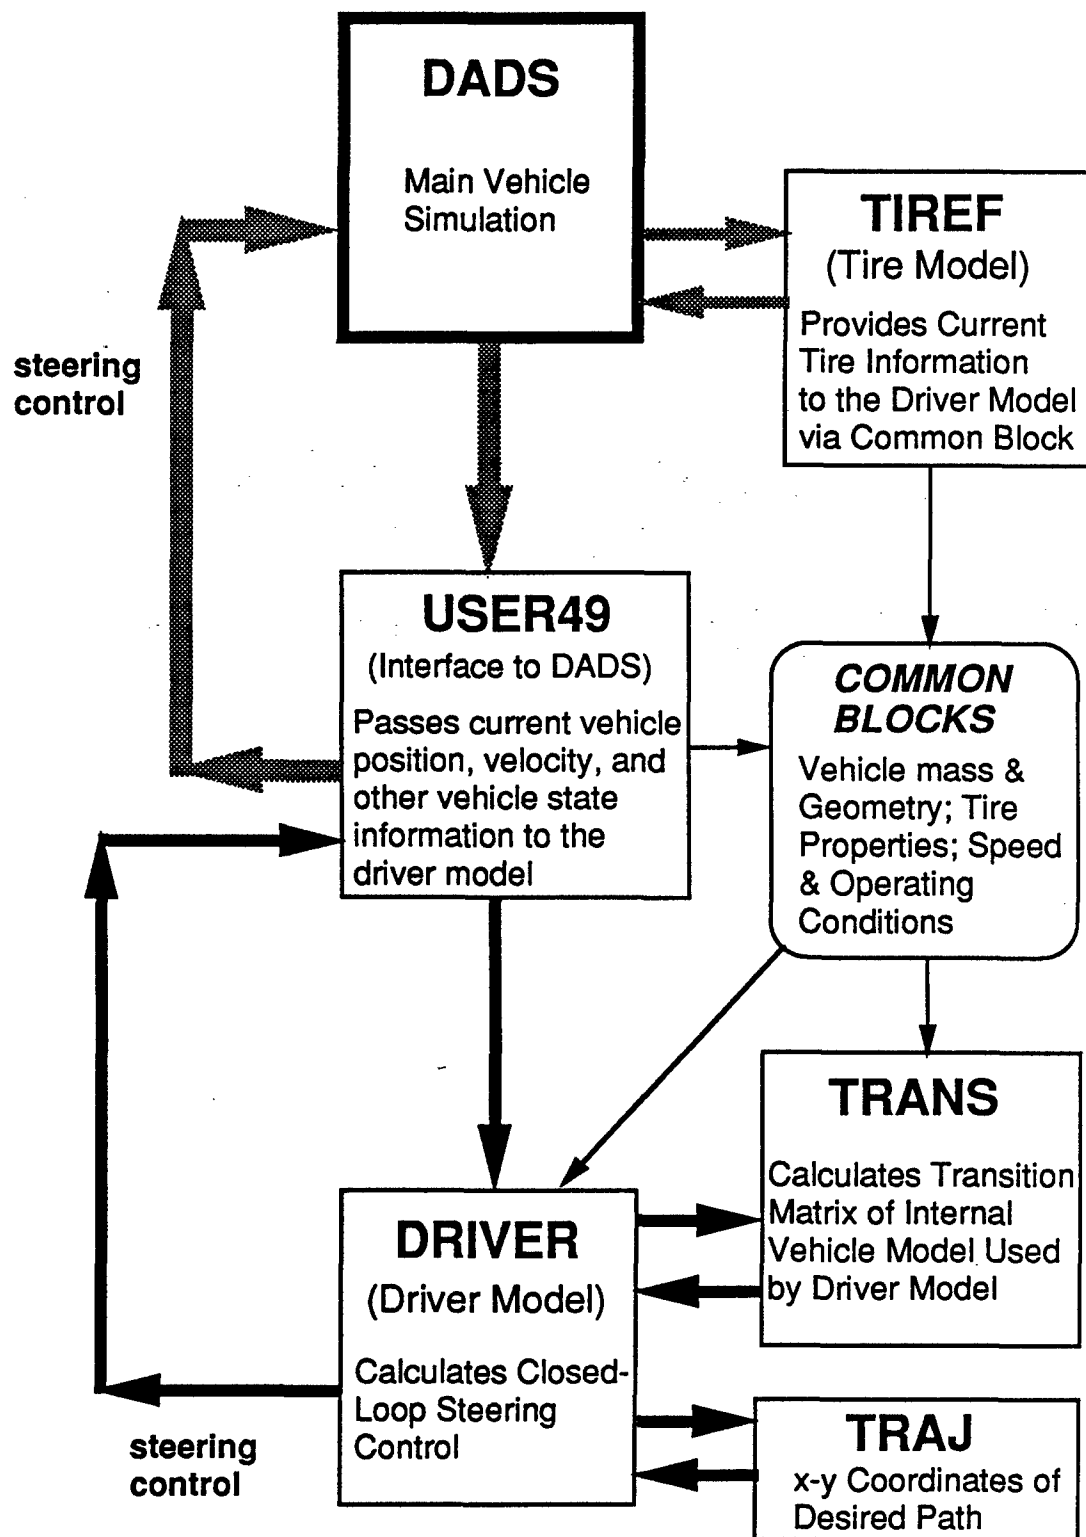 DADS
Main Vehicle
Simulation
TIREF
(Tire Model)
Provides Current
Tire Information
to the Driver Model
via Common Block
steering
control
USER49
(Interface to DADS)
Passes current vehicle
position, velocity, and
other vehicle state
information to the
driver model
COMMON
BLOCKS
Vehicle mass &
Geometry; Tire
Properties; Speed
& Operating
Conditions
TRANS
Calculates Transition
Matrix of Internal
Vehicle Model Used
by Driver Model
DRIVER
(Driver Model)
Calculates Closed-
Loop Steering
Control
steering
control
TRAJ
x-y Coordinates of
Desired Path